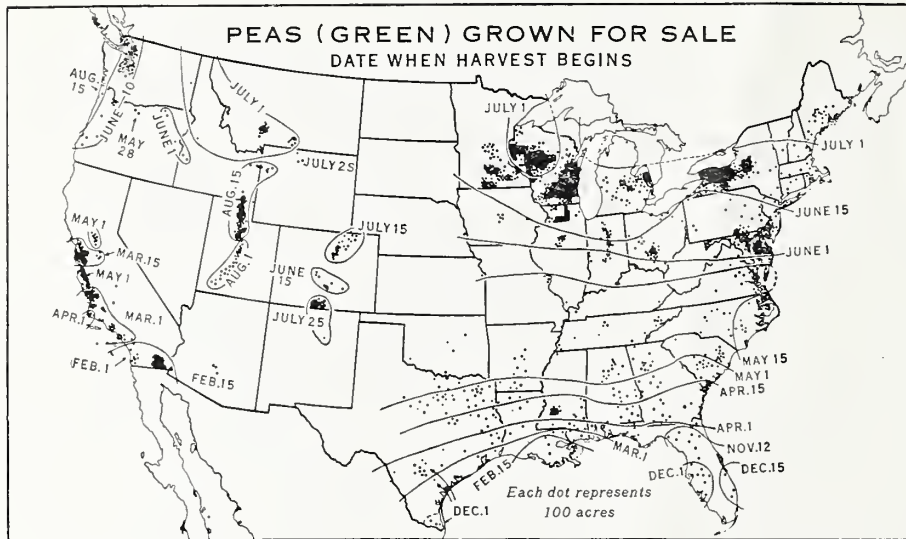 PEAS (GREEN) GROWN FOR SALE
DATE WHEN HARVEST BEGINS
AUG. 15
JUNE 10
MAY 28
JUNE 1
JULY 1
JULY 25
AUG. 15
AUG. 1
JULY 15
JUNE 15
JULY 25
MAY 1
MAR. 15
MAY 1
APR. 1
MAR. 1
FEB. 1
FEB. 15
JULY 1
JULY 1
JUNE 15
JUNE 1
MAY 15
MAY 1
APR. 15
APR. 1
NOV. 12
MAR. 1
FEB. 15
DEC. 1
DEC. 15
DEC. 1
Each dot represents
100 acres